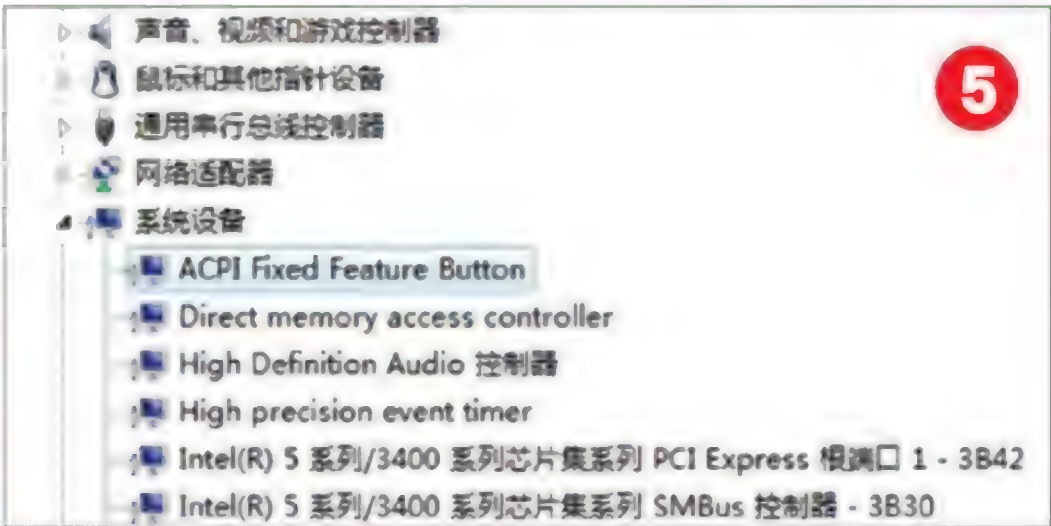 声音、视频和游戏控制器
5
鼠标和其他指针设备
通用串行总线控制器
网络适配器
系统设备
ACPI Fixed Feature Button
Direct memory access controller
High Definition Audio 控制器
High precision event timer
Intel(R) 5 系列/3400 系列芯片集系列 PCI Express 根端口 1 - 3B42
Intel(R) 5 系列/3400 系列芯片集系列 SMBus 控制器 - 3B30